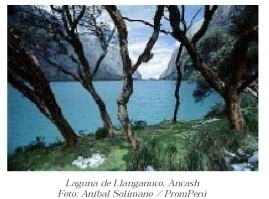 Laguna de Llanganuco, Ancash
Foto: Aníbal Solimano / PromPerú